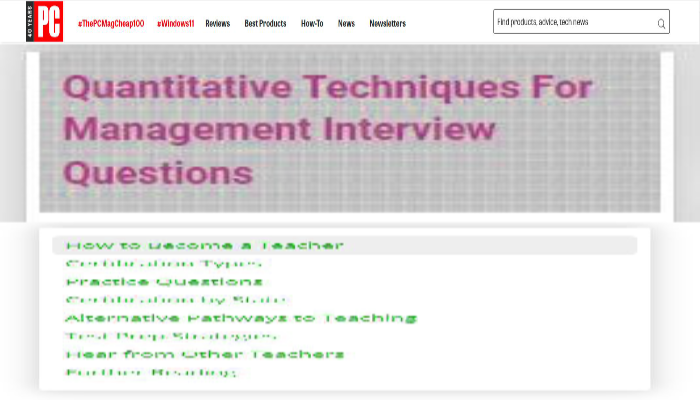 40 YEARS
PC
#ThePCMagCheap100 #Windows11 Reviews Best Products How-To News Newsletters
Find products, advice, tech news
Quantitative Techniques For
Management Interview
Questions
How to Become a Teacher
Certification Types
Practice Questions
Certification by State
Alternative Pathways to Teaching
Test Prep Strategies
Hear from Other Teachers
Further Reading